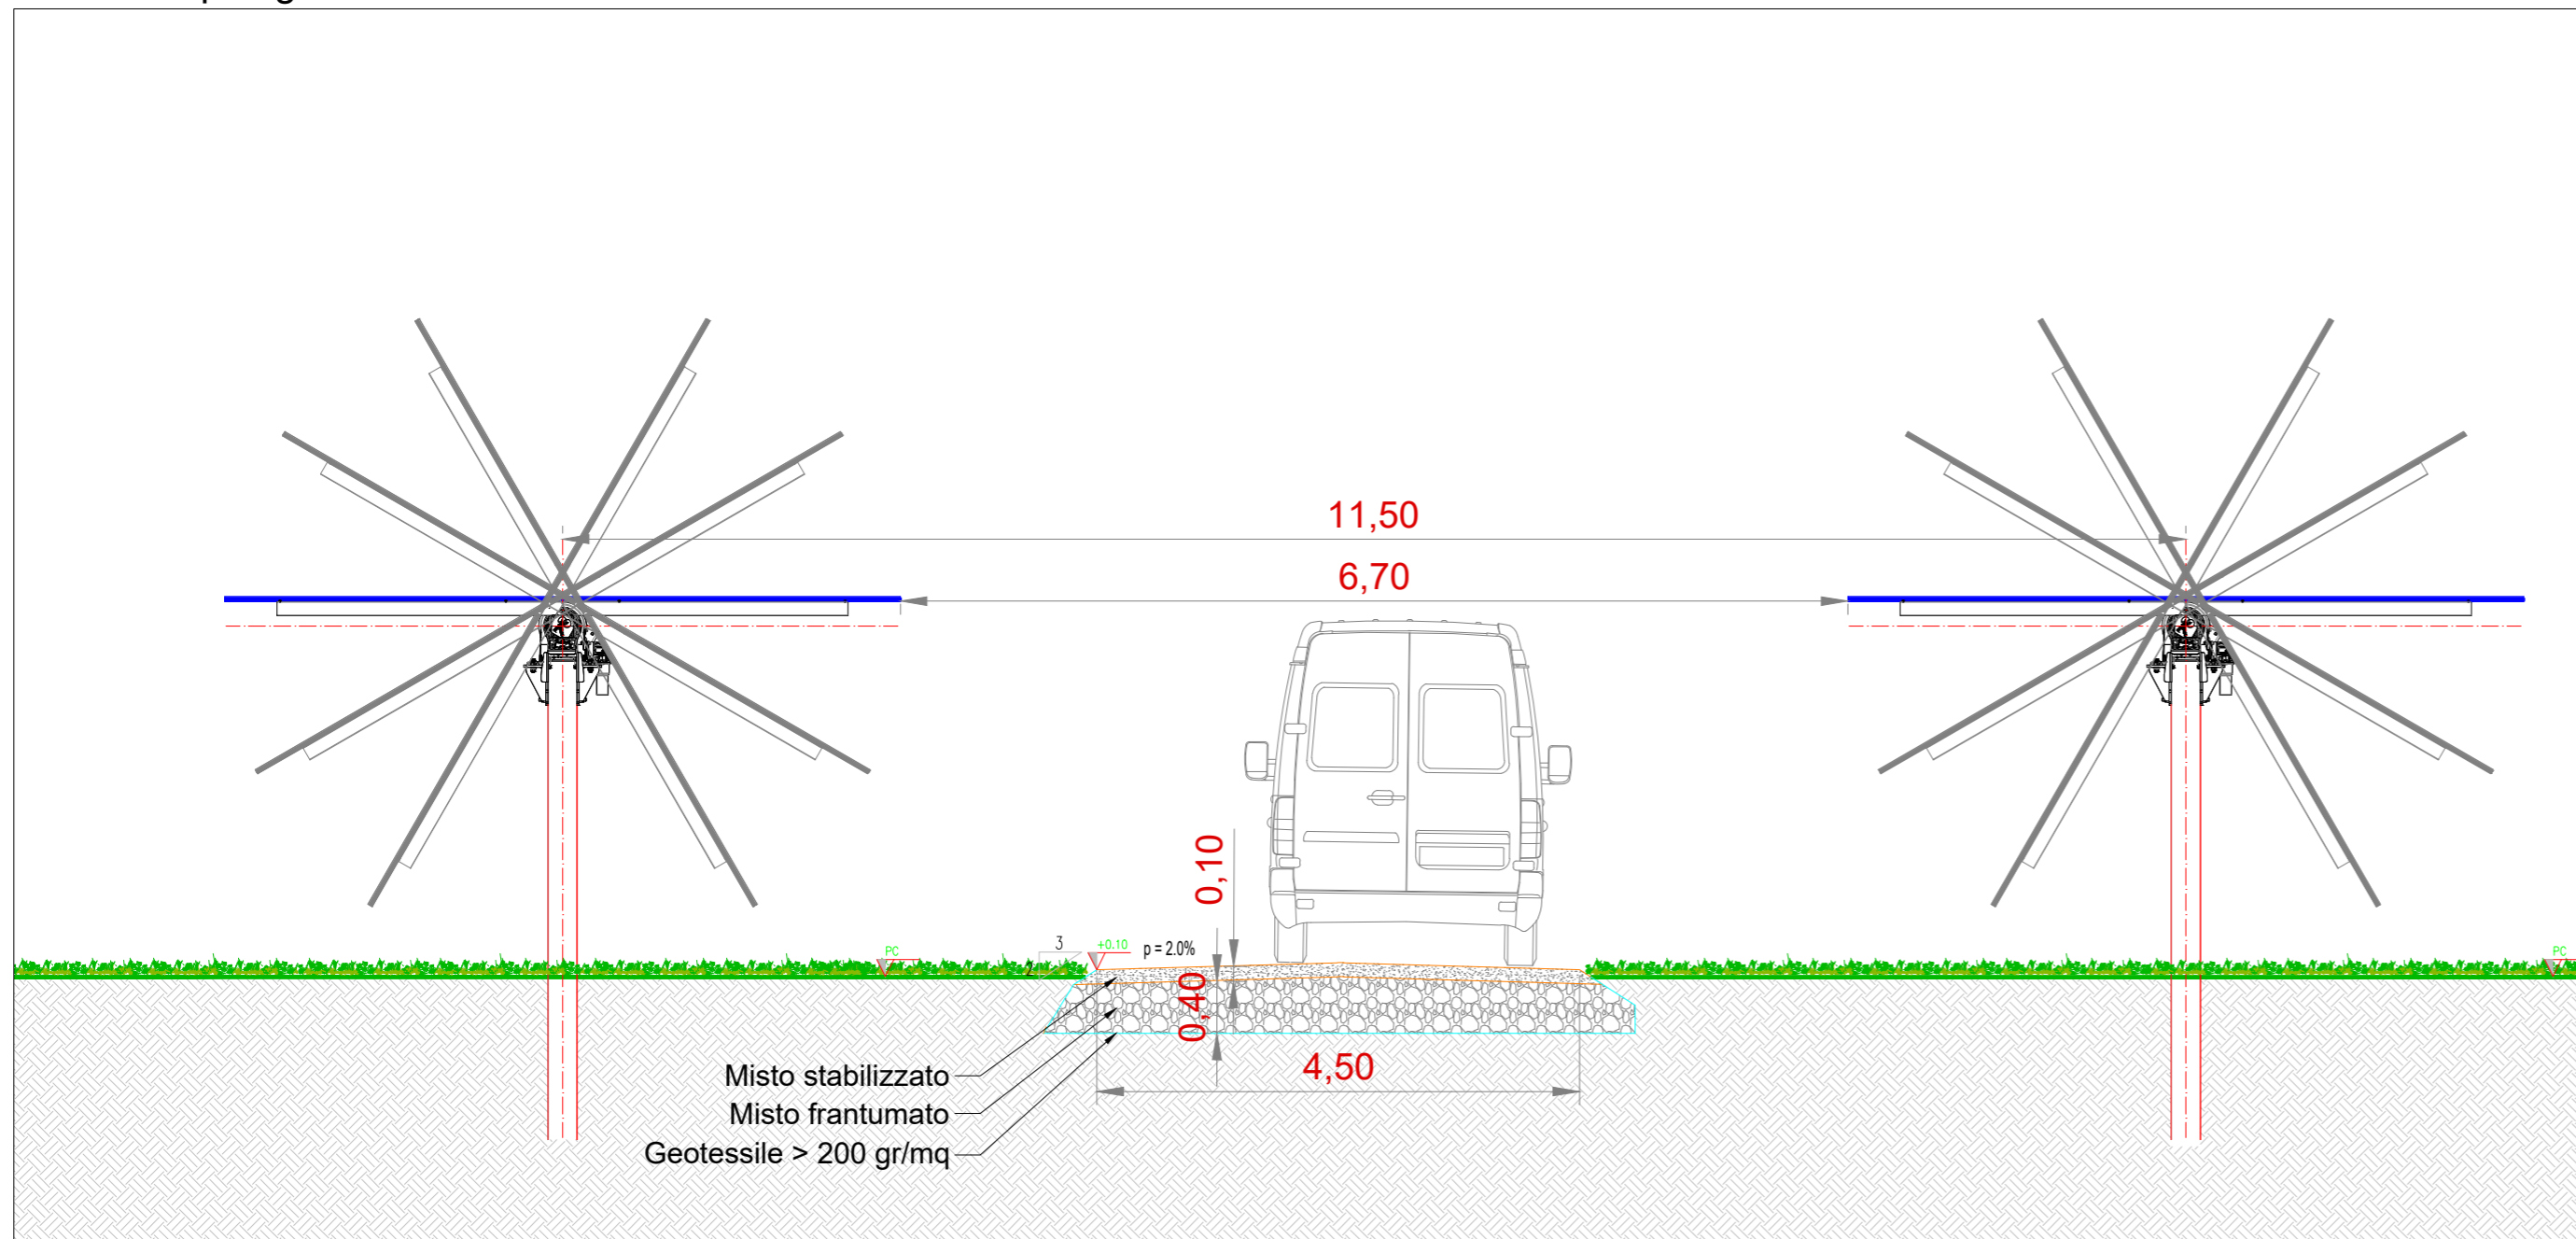 11,50
6,70
0,10
3
2
+0.10
p = 2.0%
PC
PC
0,40
4,50
Misto stabilizzato
Misto frantumato
Geotessile > 200 gr/mq